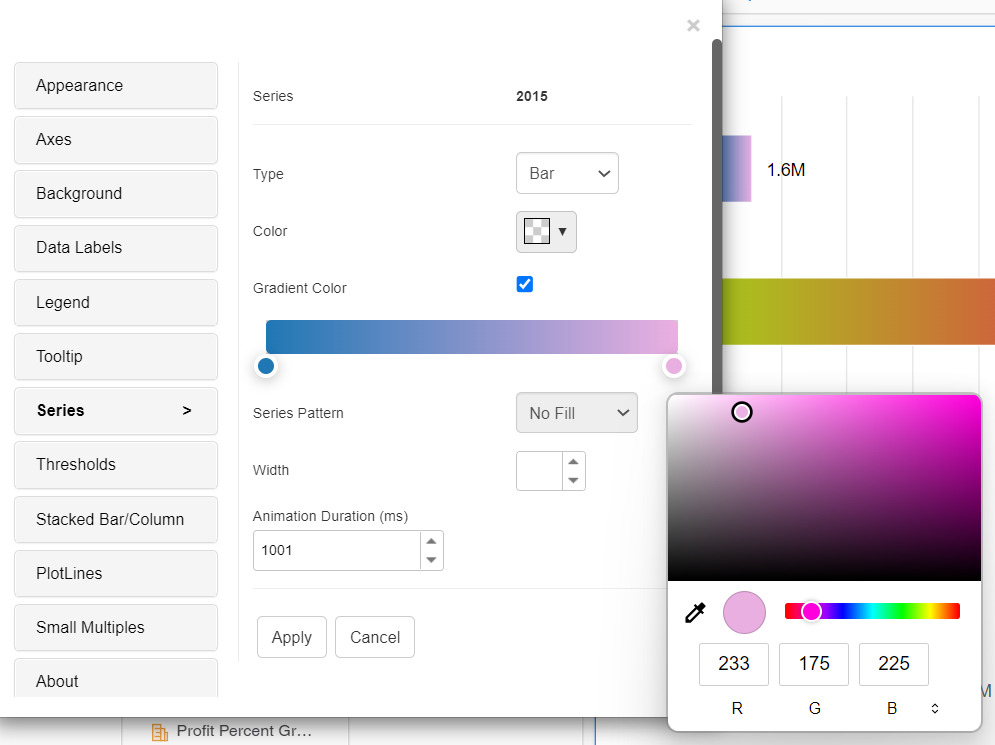 ×
Appearance
Axes
Background
Data Labels
Legend
Tooltip
Series >
Thresholds
Stacked Bar/Column
PlotLines
Small Multiples
About
Series 2015
Type Bar
Color
Gradient Color
Series Pattern No Fill
Width
Animation Duration (ms)
1001
Apply Cancel
1.6M
233 175 225
R G B
M
Profit Percent Gr...